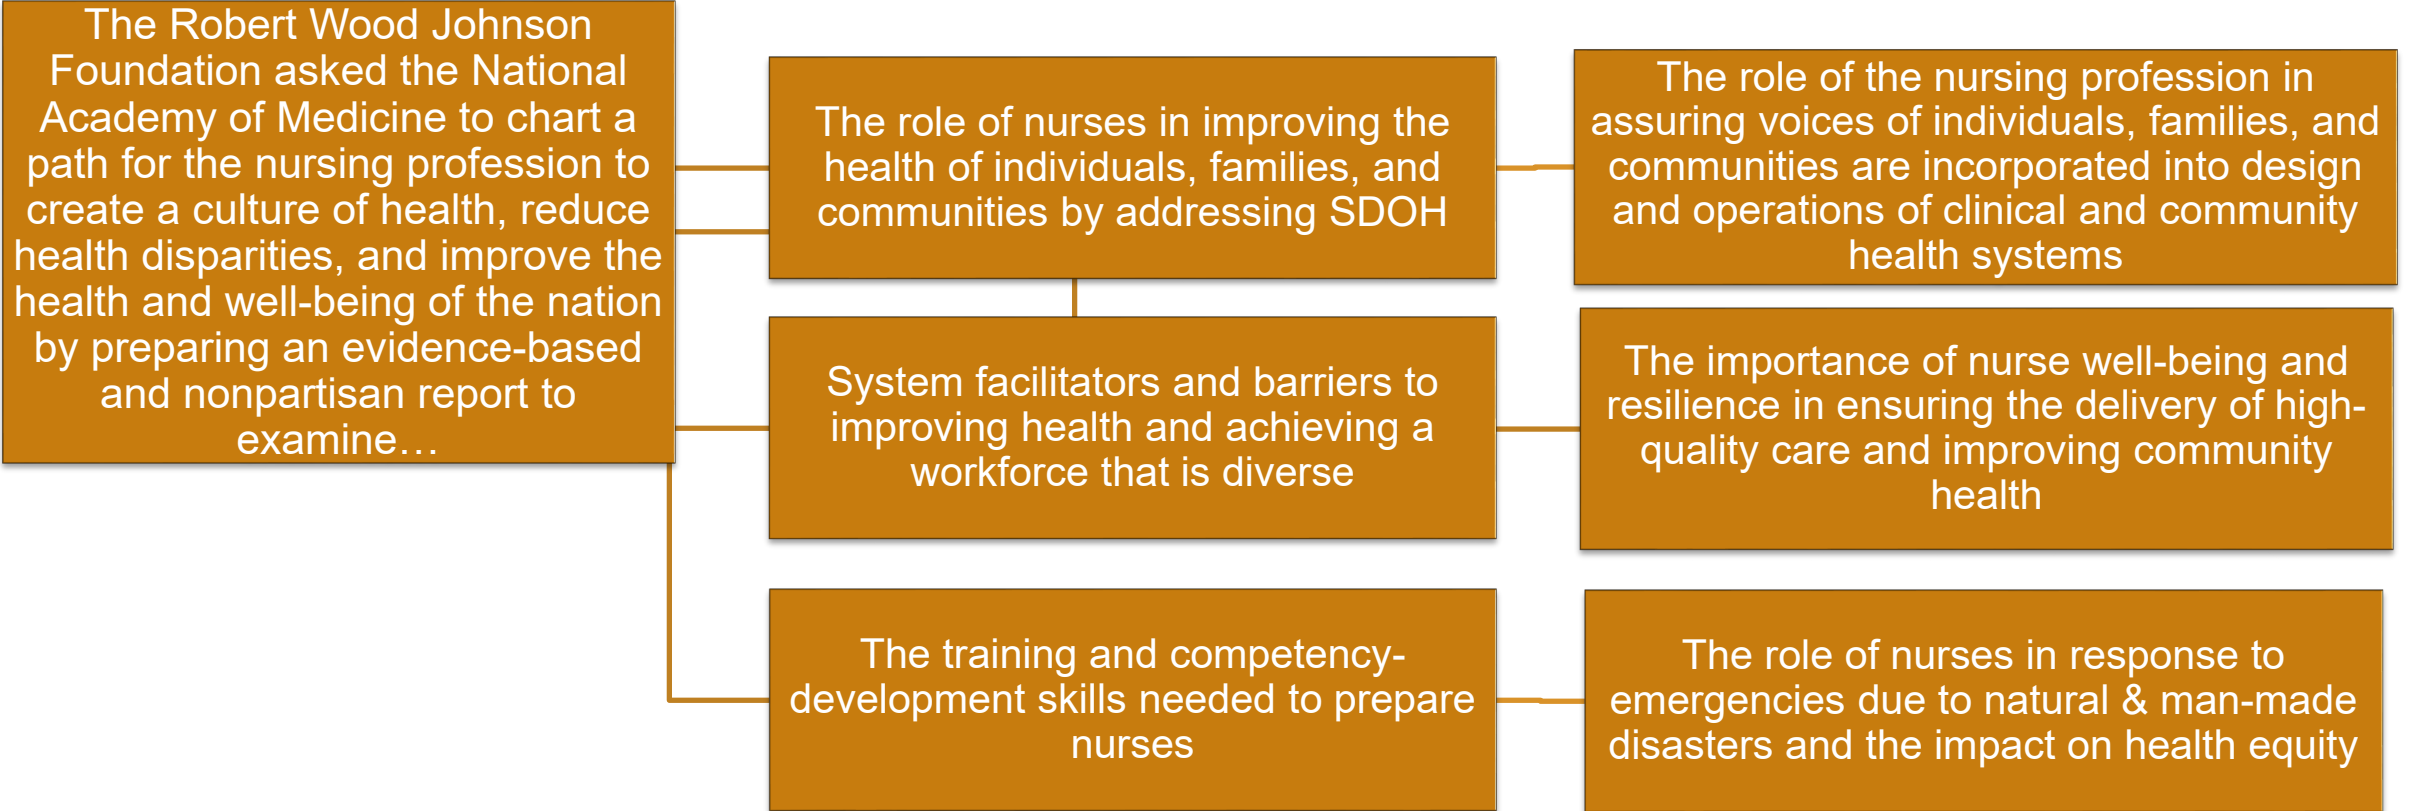 The Robert Wood Johnson
Foundation asked the National
Academy of Medicine to chart a
path for the nursing profession to
create a culture of health, reduce
health disparities, and improve the
health and well-being of the nation
by preparing an evidence-based
and nonpartisan report to
examine…
The role of nurses in improving the
health of individuals, families, and
communities by addressing SDOH
The role of the nursing profession in
assuring voices of individuals, families, and
communities are incorporated into design
and operations of clinical and community
health systems
System facilitators and barriers to
improving health and achieving a
workforce that is diverse
The importance of nurse well-being and
resilience in ensuring the delivery of high-
quality care and improving community
health
The training and competency-
development skills needed to prepare
nurses
The role of nurses in response to
emergencies due to natural & man-made
disasters and the impact on health equity